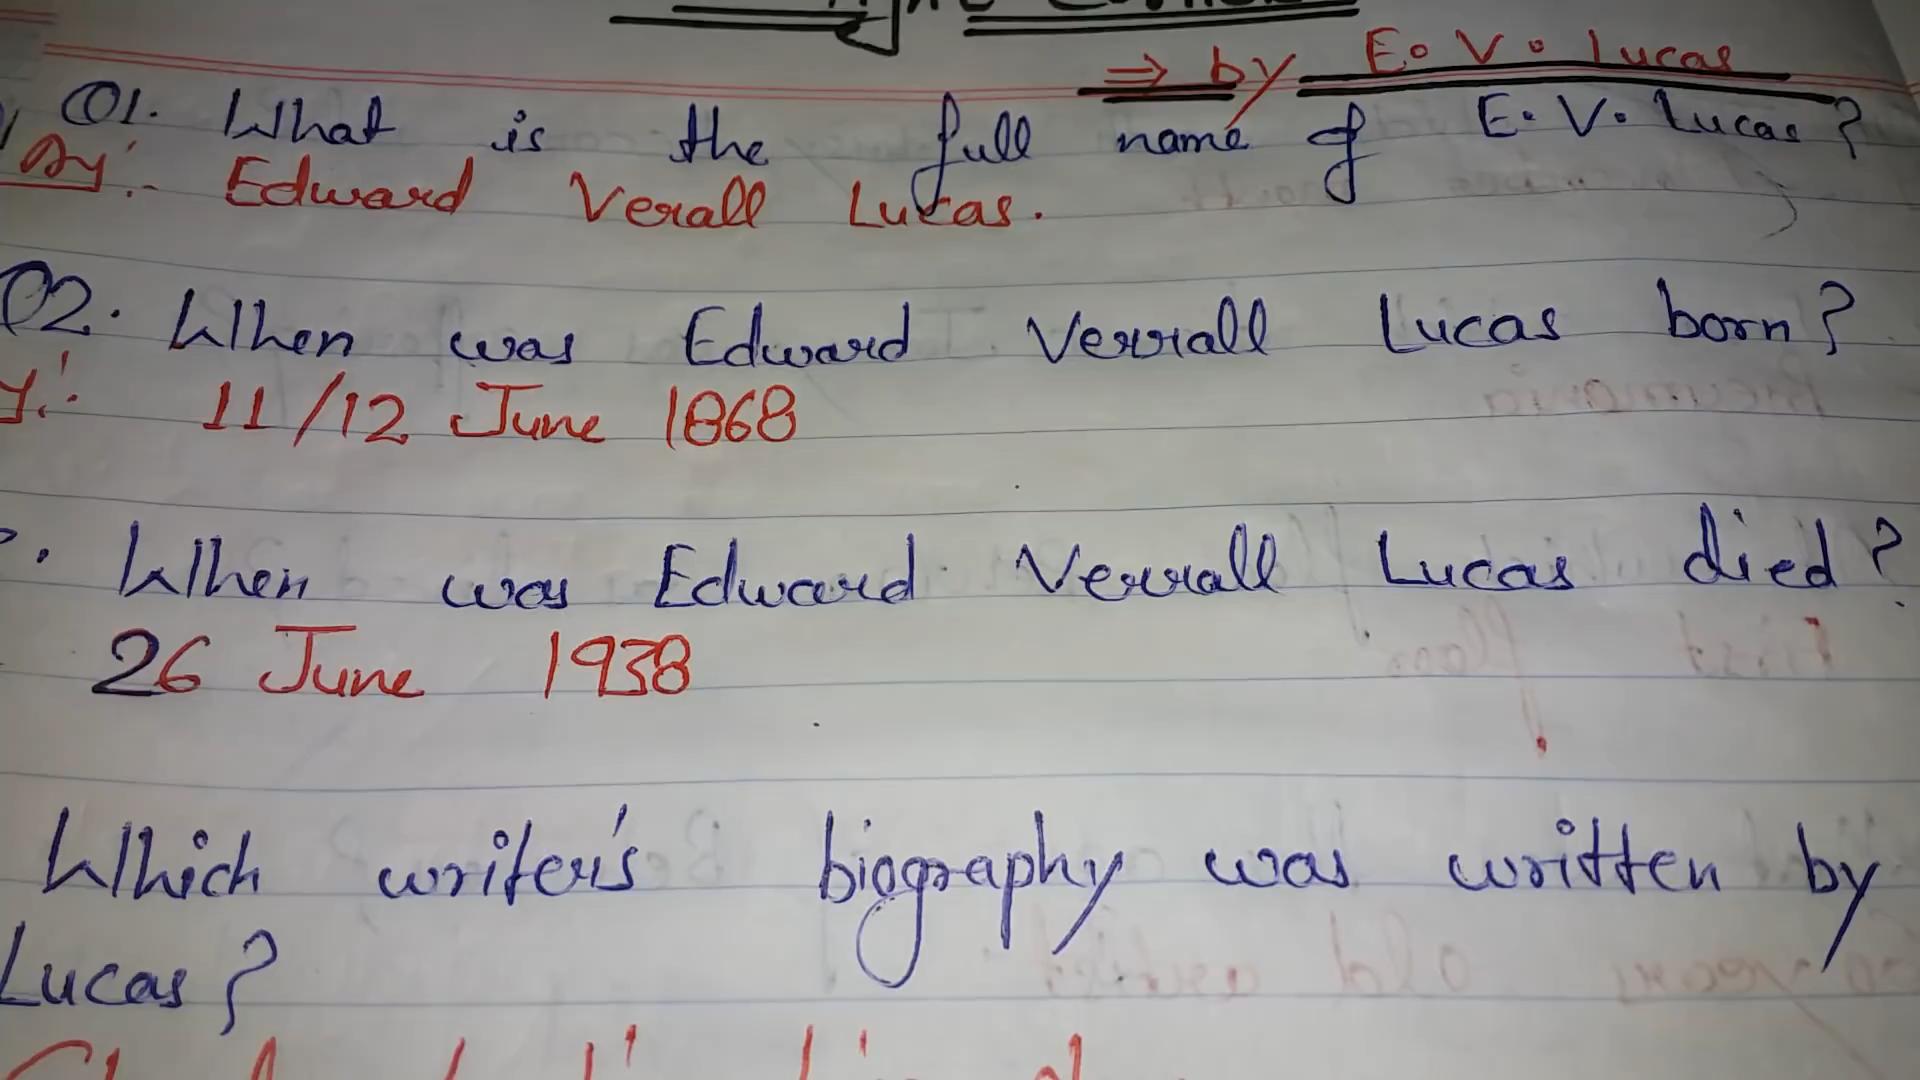 ⇒ by E. V. Lucas
Q1. What is the full name of E. V. Lucas?
Edward Verall Lucas.
Q2. When was Edward Verrall Lucas born?
11/12 June 1868
When was Edward Verrall Lucas died?
26 June 1938
Which writer's biography was written by
Lucas?